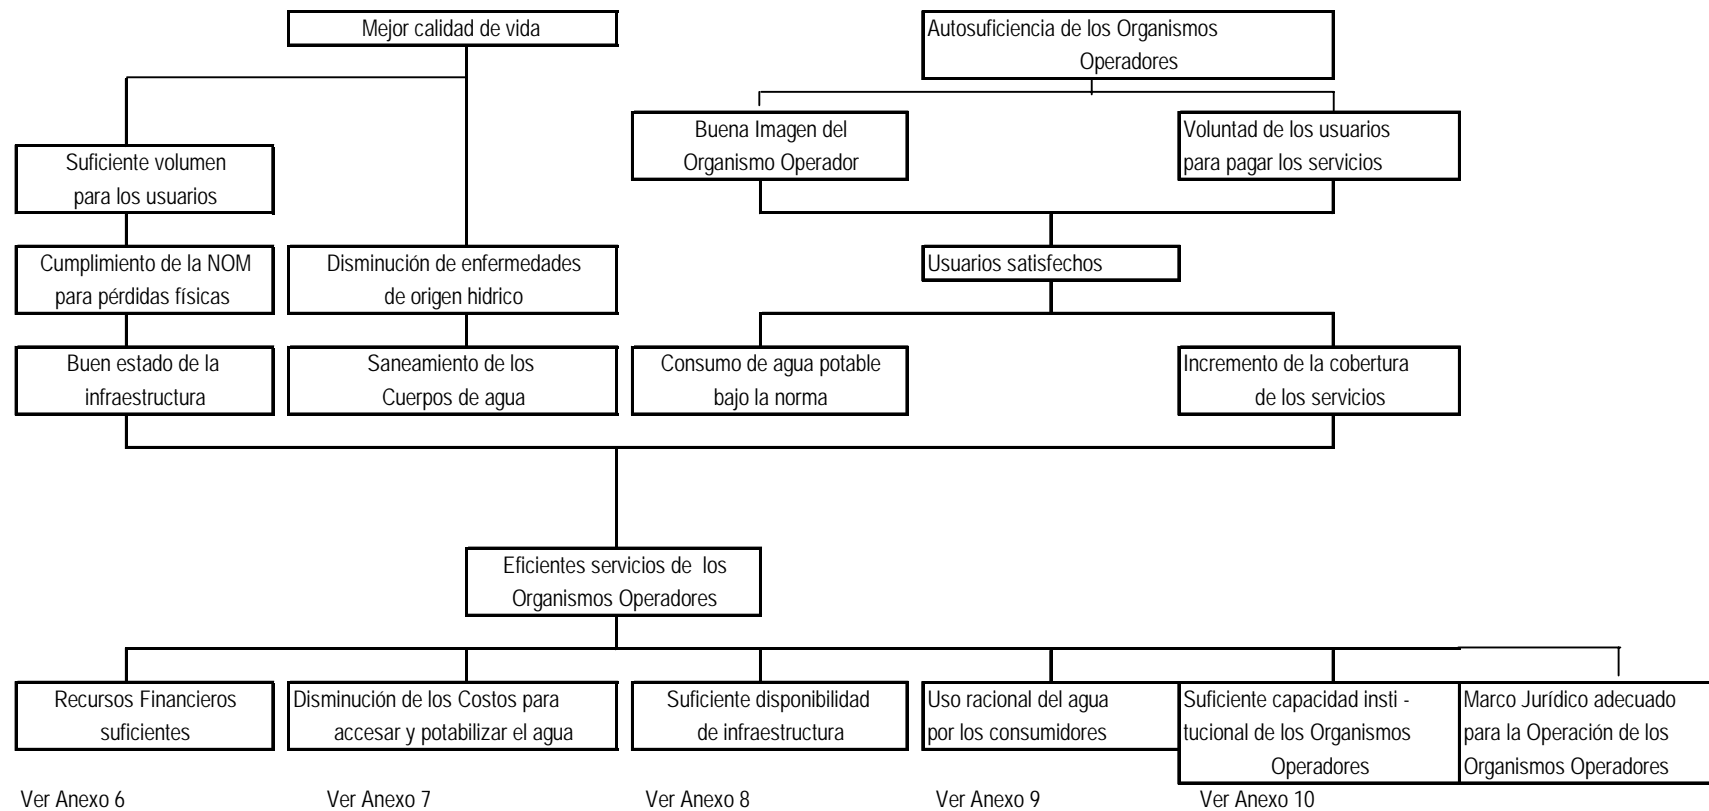 Mejor calidad de vida
Autosuficiencia de los Organismos
Operadores
Buena Imagen del
Organismo Operador
Voluntad de los usuarios
para pagar los servicios
Suficiente volumen
para los usuarios
Cumplimiento de la NOM
para pérdidas físicas
Disminución de enfermedades
de origen hidrico
Usuarios satisfechos
Buen estado de la
infraestructura
Saneamiento de los
Cuerpos de agua
Consumo de agua potable
bajo la norma
Incremento de la cobertura
de los servicios
Eficientes servicios de los
Organismos Operadores
Recursos Financieros
suficientes
Disminución de los Costos para
accesar y potabilizar el agua
Suficiente disponibilidad
de infraestructura
Uso racional del agua
por los consumidores
Suficiente capacidad insti -
tucional de los Organismos
Operadores
Marco Jurídico adecuado
para la Operación de los
Organismos Operadores
Ver Anexo 6
Ver Anexo 7
Ver Anexo 8
Ver Anexo 9
Ver Anexo 10